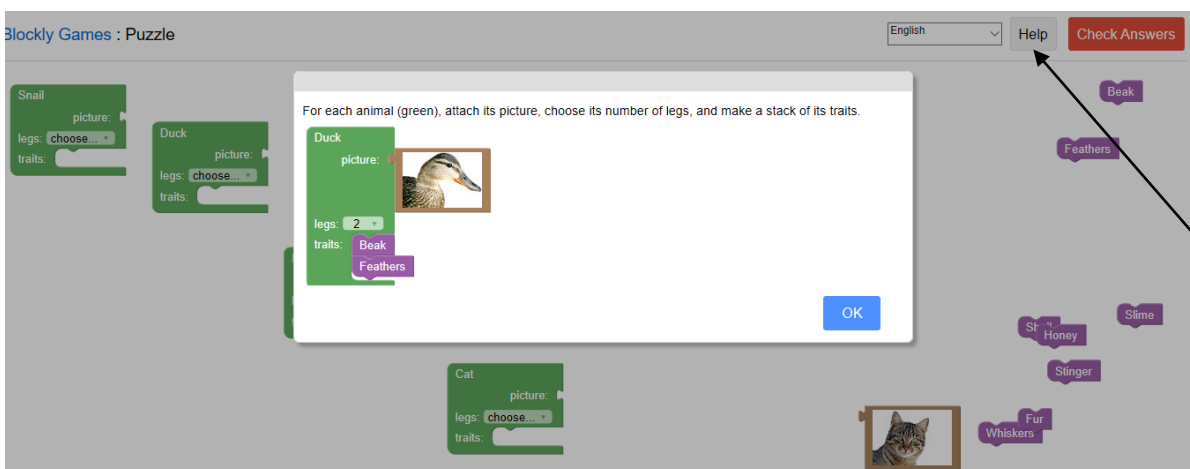 Blockly Games : Puzzle
English
Help
Check Answers
For each animal (green), attach its picture, choose its number of legs, and make a stack of its traits.
Duck
picture:
legs: 2
traits: Beak
Feathers
OK
Snail
picture:
legs: choose...
traits:
Duck
picture:
legs: choose...
traits:
Cat
picture:
legs: choose...
traits:
Beak
Feathers
Slime
Honey
Stinger
Fur
Whiskers